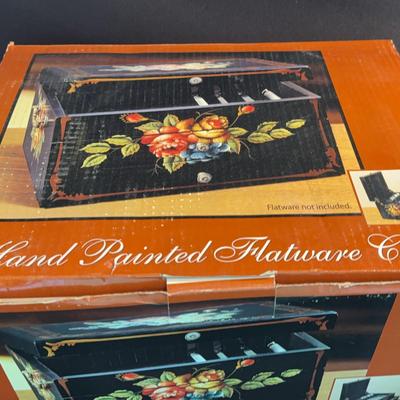 Flatware not included.
Hand Painted Flatware